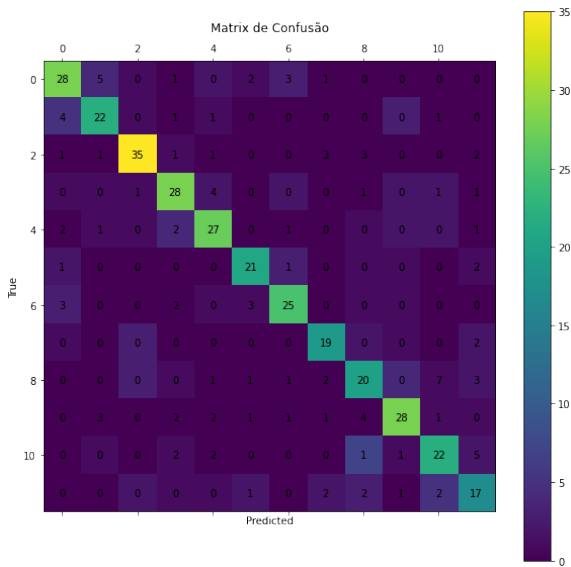 Matrix de Confusão
0 2 4 6 8 10
0 28 5 0 1 0 2 3 1 0 0 0 0
4 22 0 1 1 0 0 0 0 0 1 0
2 1 1 35 1 1 0 0 3 3 0 0 2
0 0 1 28 4 0 0 0 1 0 1 1
4 2 1 0 2 27 0 1 0 0 0 0 1
1 0 0 0 0 21 1 0 0 0 0 2
6 3 0 0 2 0 3 25 0 0 0 0 0
0 0 0 0 0 0 0 19 0 0 0 2
8 0 0 0 0 1 1 1 2 20 0 7 3
0 3 0 2 2 1 1 1 4 28 1 0
10 0 0 0 2 2 0 0 0 1 1 22 5
0 0 0 0 0 1 0 2 2 1 2 17
True
Predicted
35
30
25
20
15
10
5
0